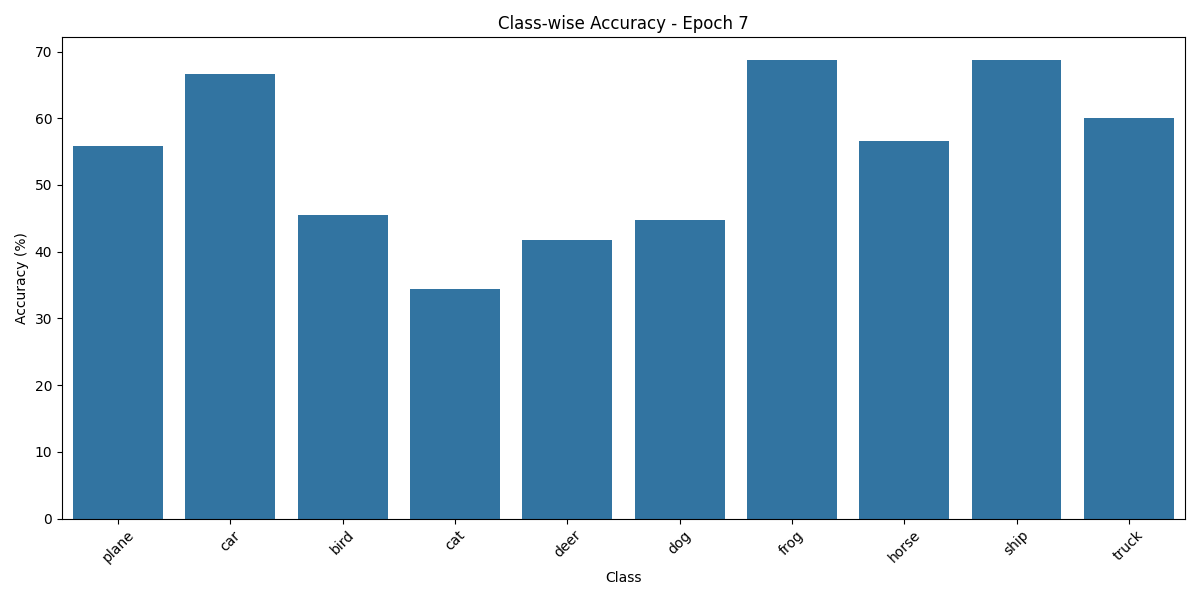 Class-wise Accuracy - Epoch 7
Accuracy (%)
70
60
50
40
30
20
10
0
plane
car
bird
cat
deer
dog
frog
horse
ship
truck
Class